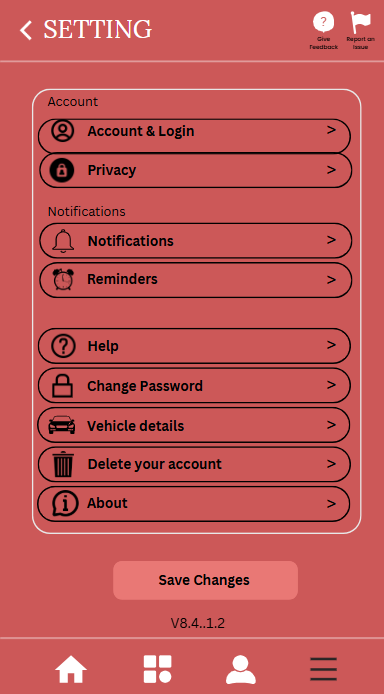 SETTING
Give
Feedback
Report an
Issue
Account
Account & Login >
Privacy >
Notifications
Notifications >
Reminders >
Help >
Change Password >
Vehicle details >
Delete your account >
About >
Save Changes
V8.4..1.2